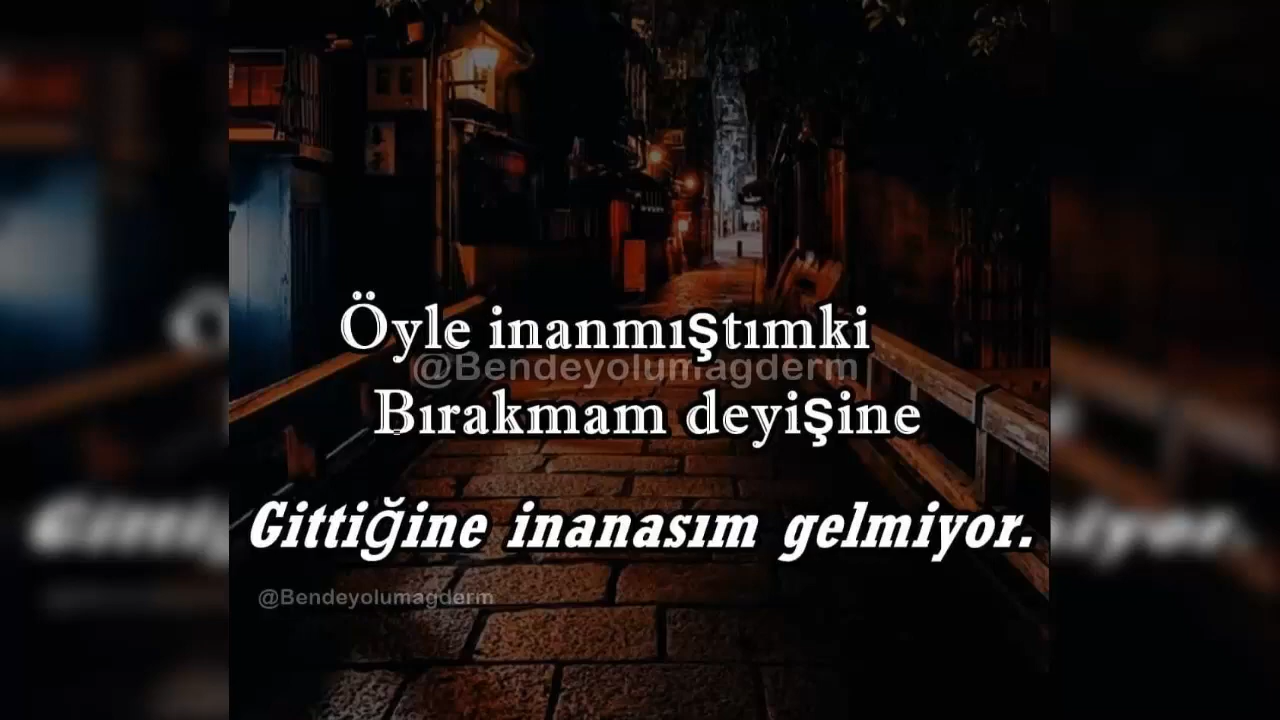 Öyle inanmıştımki
@Bendeyolumagderm
Bırakmam deyişine
Gittiğine inanasım gelmiyor.
@Bendeyolumagderm